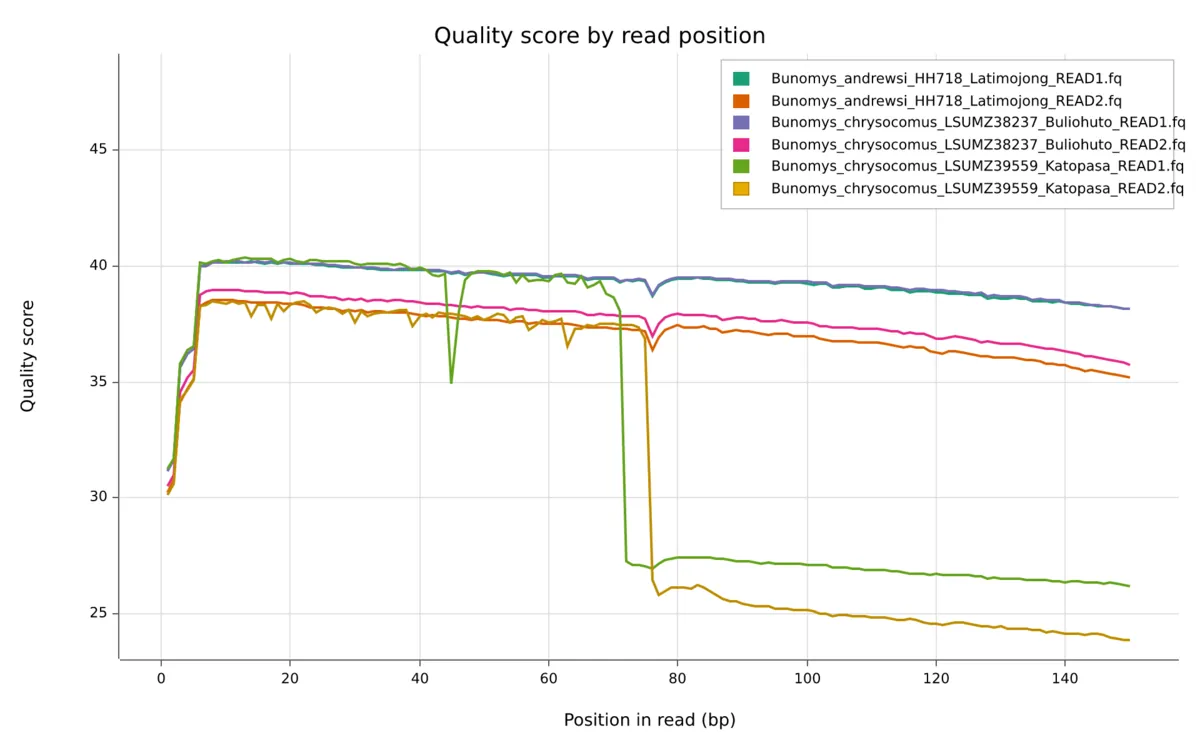 Quality score by read position
Bunomys_andrewsi_HH718_Latimojong_READ1.fq
Bunomys_andrewsi_HH718_Latimojong_READ2.fq
Bunomys_chrysocomus_LSUMZ38237_Buliohuto_READ1.fq
Bunomys_chrysocomus_LSUMZ38237_Buliohuto_READ2.fq
Bunomys_chrysocomus_LSUMZ39559_Katopasa_READ1.fq
Bunomys_chrysocomus_LSUMZ39559_Katopasa_READ2.fq
45
40
35
30
25
Quality score
0 20 40 60 80 100 120 140
Position in read (bp)